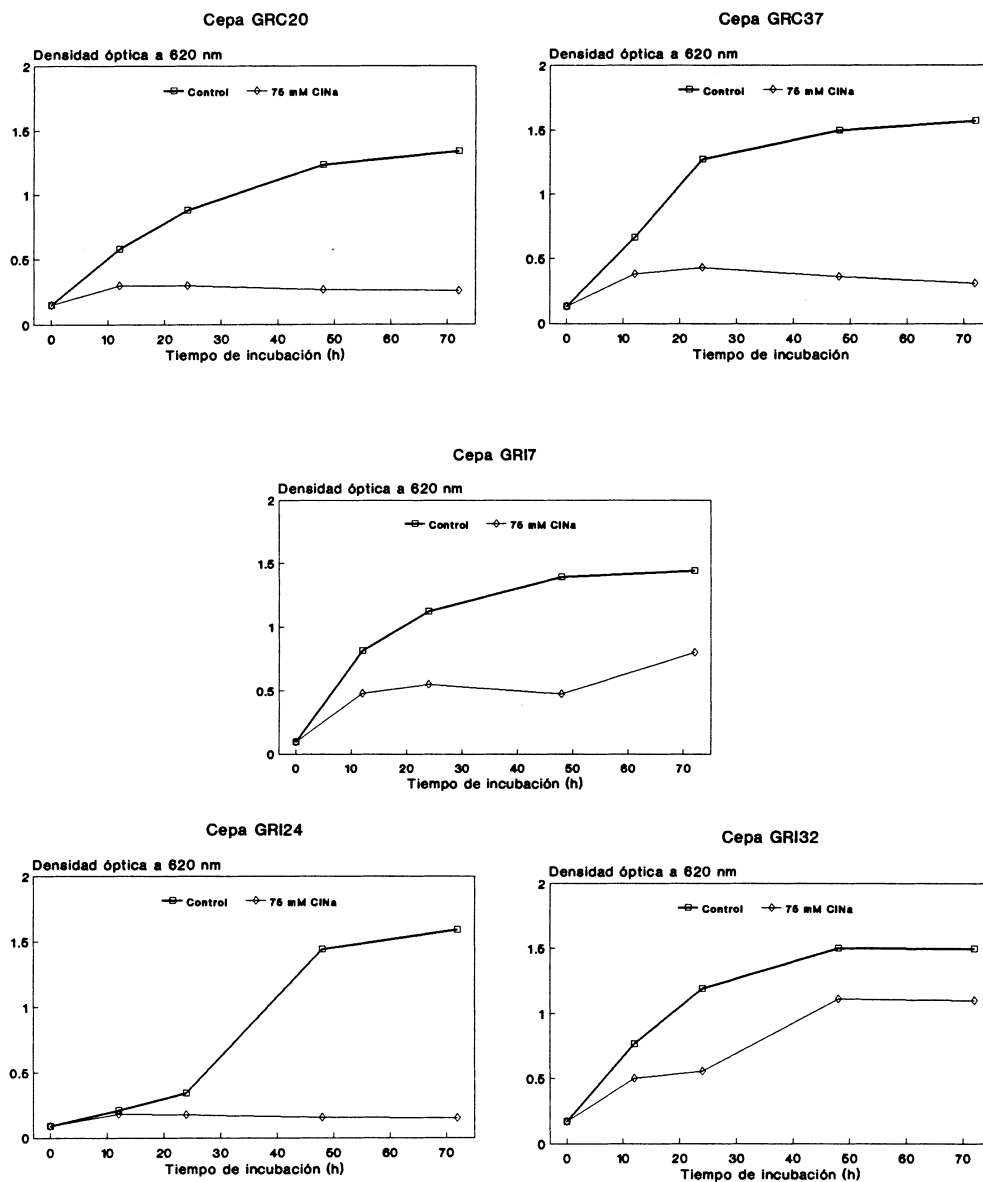 Cepa GRC20
Densidad óptica a 620 nm
2
Control 75 mM ClNa
1.5
1
0.5
0
0 10 20 30 40 50 60 70
Tiempo de incubación (h)
Cepa GRC37
Densidad óptica a 620 nm
2
Control 75 mM ClNa
1.5
1
0.5
0
0 10 20 30 40 50 60 70
Tiempo de incubación
Cepa GRI7
Densidad óptica a 620 nm
2
Control 75 mM ClNa
1.5
1
0.5
0
0 10 20 30 40 50 60 70
Tiempo de incubación (h)
Cepa GRI24
Densidad óptica a 620 nm
2
Control 75 mM ClNa
1.5
1
0.5
0
0 10 20 30 40 50 60 70
Tiempo de incubación (h)
Cepa GRI32
Densidad óptica a 620 nm
2
Control 75 mM ClNa
1.5
1
0.5
0
0 10 20 30 40 50 60 70
Tiempo de incubación (h)